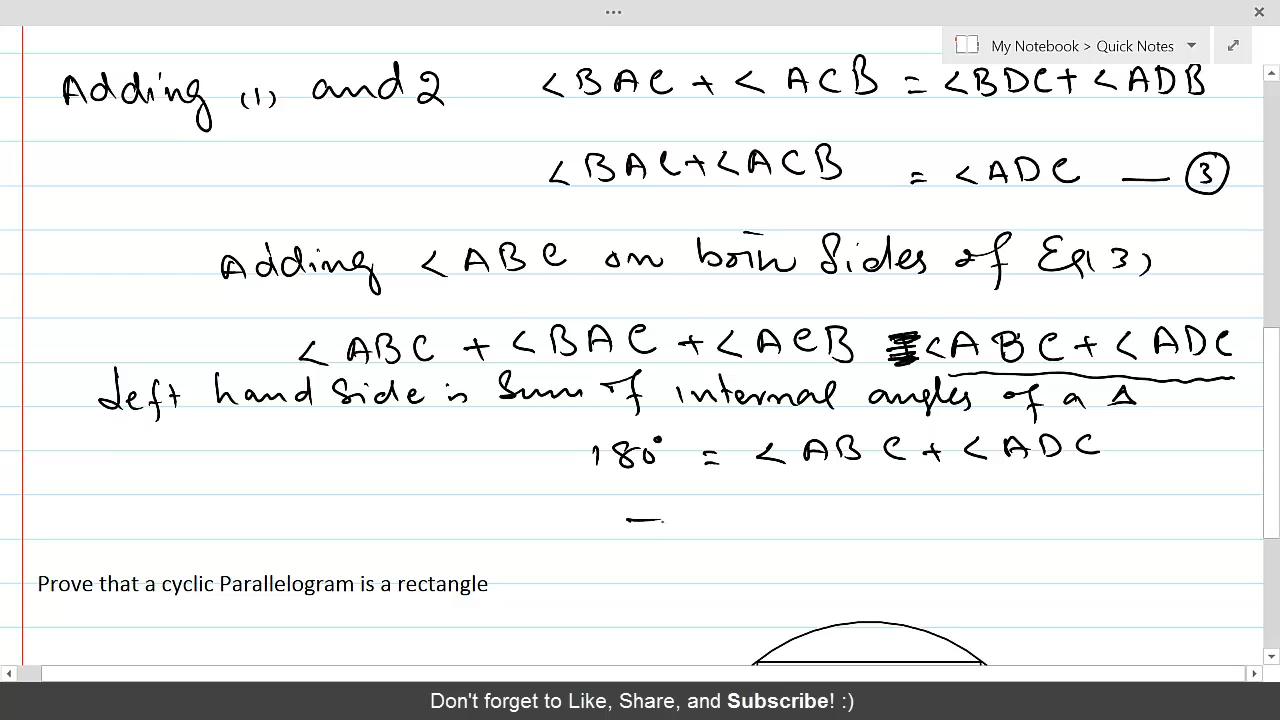 My Notebook > Quick Notes
Adding (1) and 2 <BAC + <ACB = <BDC + <ADB
<BAC + <ACB = <ADC — ③
Adding <ABC on both Sides of Eq(3)
<ABC + <BAC + <ACB = <ABC + <ADC
Left hand Side is Sum of internal angles of a Δ
180° = <ABC + <ADC
Prove that a cyclic Parallelogram is a rectangle
Don't forget to Like, Share, and Subscribe! :)